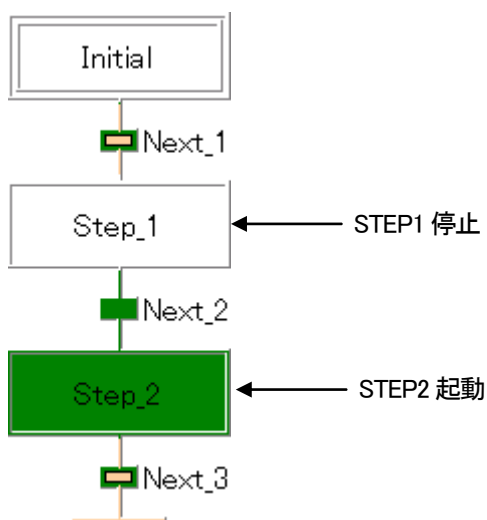 Initial
Next_1
Step_1
STEP1 停止
Next_2
Step_2
STEP2 起動
Next_3